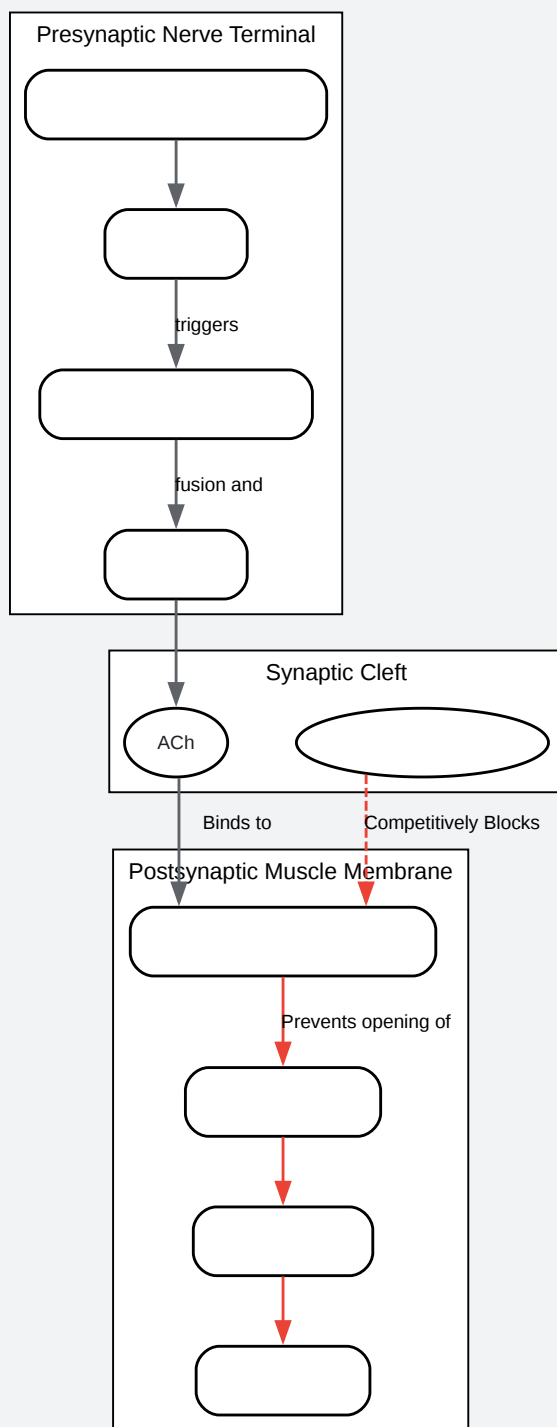 Presynaptic Nerve Terminal
triggers
fusion and
Synaptic Cleft
ACh
Binds to
Competitively Blocks
Postsynaptic Muscle Membrane
Prevents opening of